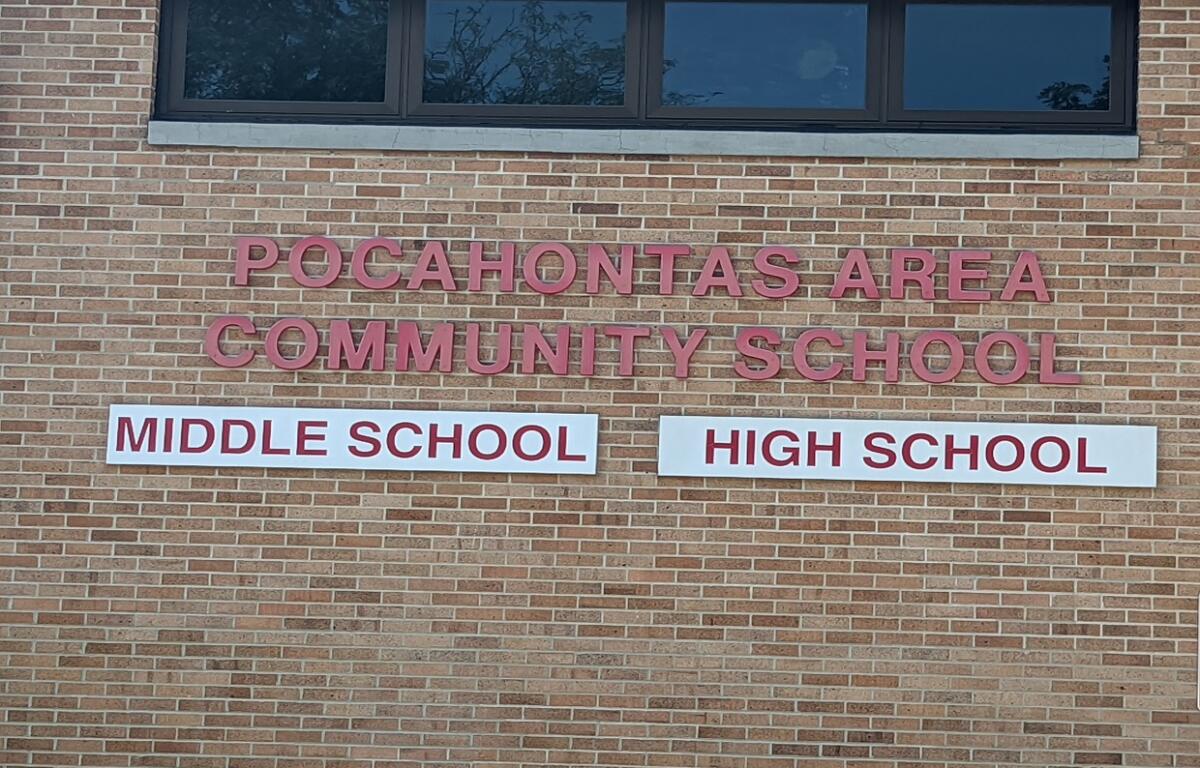 POCAHONTAS AREA
COMMUNITY SCHOOL
MIDDLE SCHOOL
HIGH SCHOOL